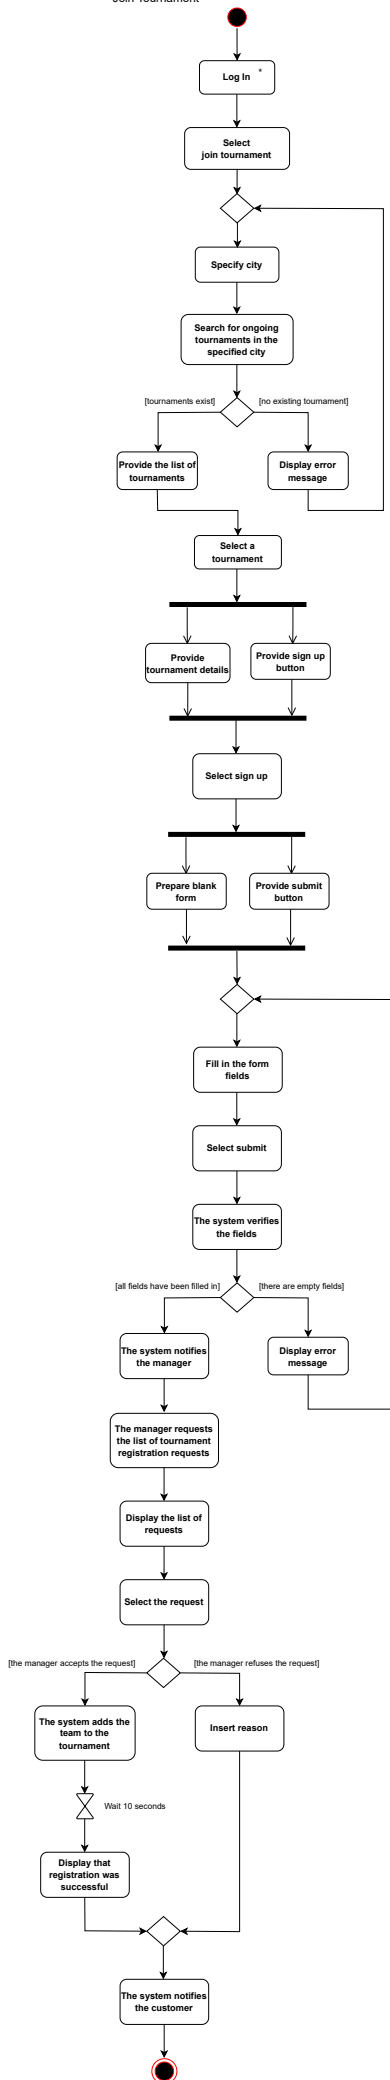 Join Tournament
Log In *
Select
join tournament
Specify city
Search for ongoing
tournaments in the
specified city
[tournaments exist]
[no existing tournament]
Provide the list of
tournaments
Display error
message
Select a
tournament
Provide
tournament details
Provide sign up
button
Select sign up
Prepare blank
form
Provide submit
button
Fill in the form
fields
Select submit
The system verifies
the fields
[all fields have been filled in]
[there are empty fields]
The system notifies
the manager
Display error
message
The manager requests
the list of tournament
registration requests
Display the list of
requests
Select the request
[the manager accepts the request]
[the manager refuses the request]
The system adds the
team to the
tournament
Insert reason
Wait 10 seconds
Display that
registration was
successful
The system notifies
the customer